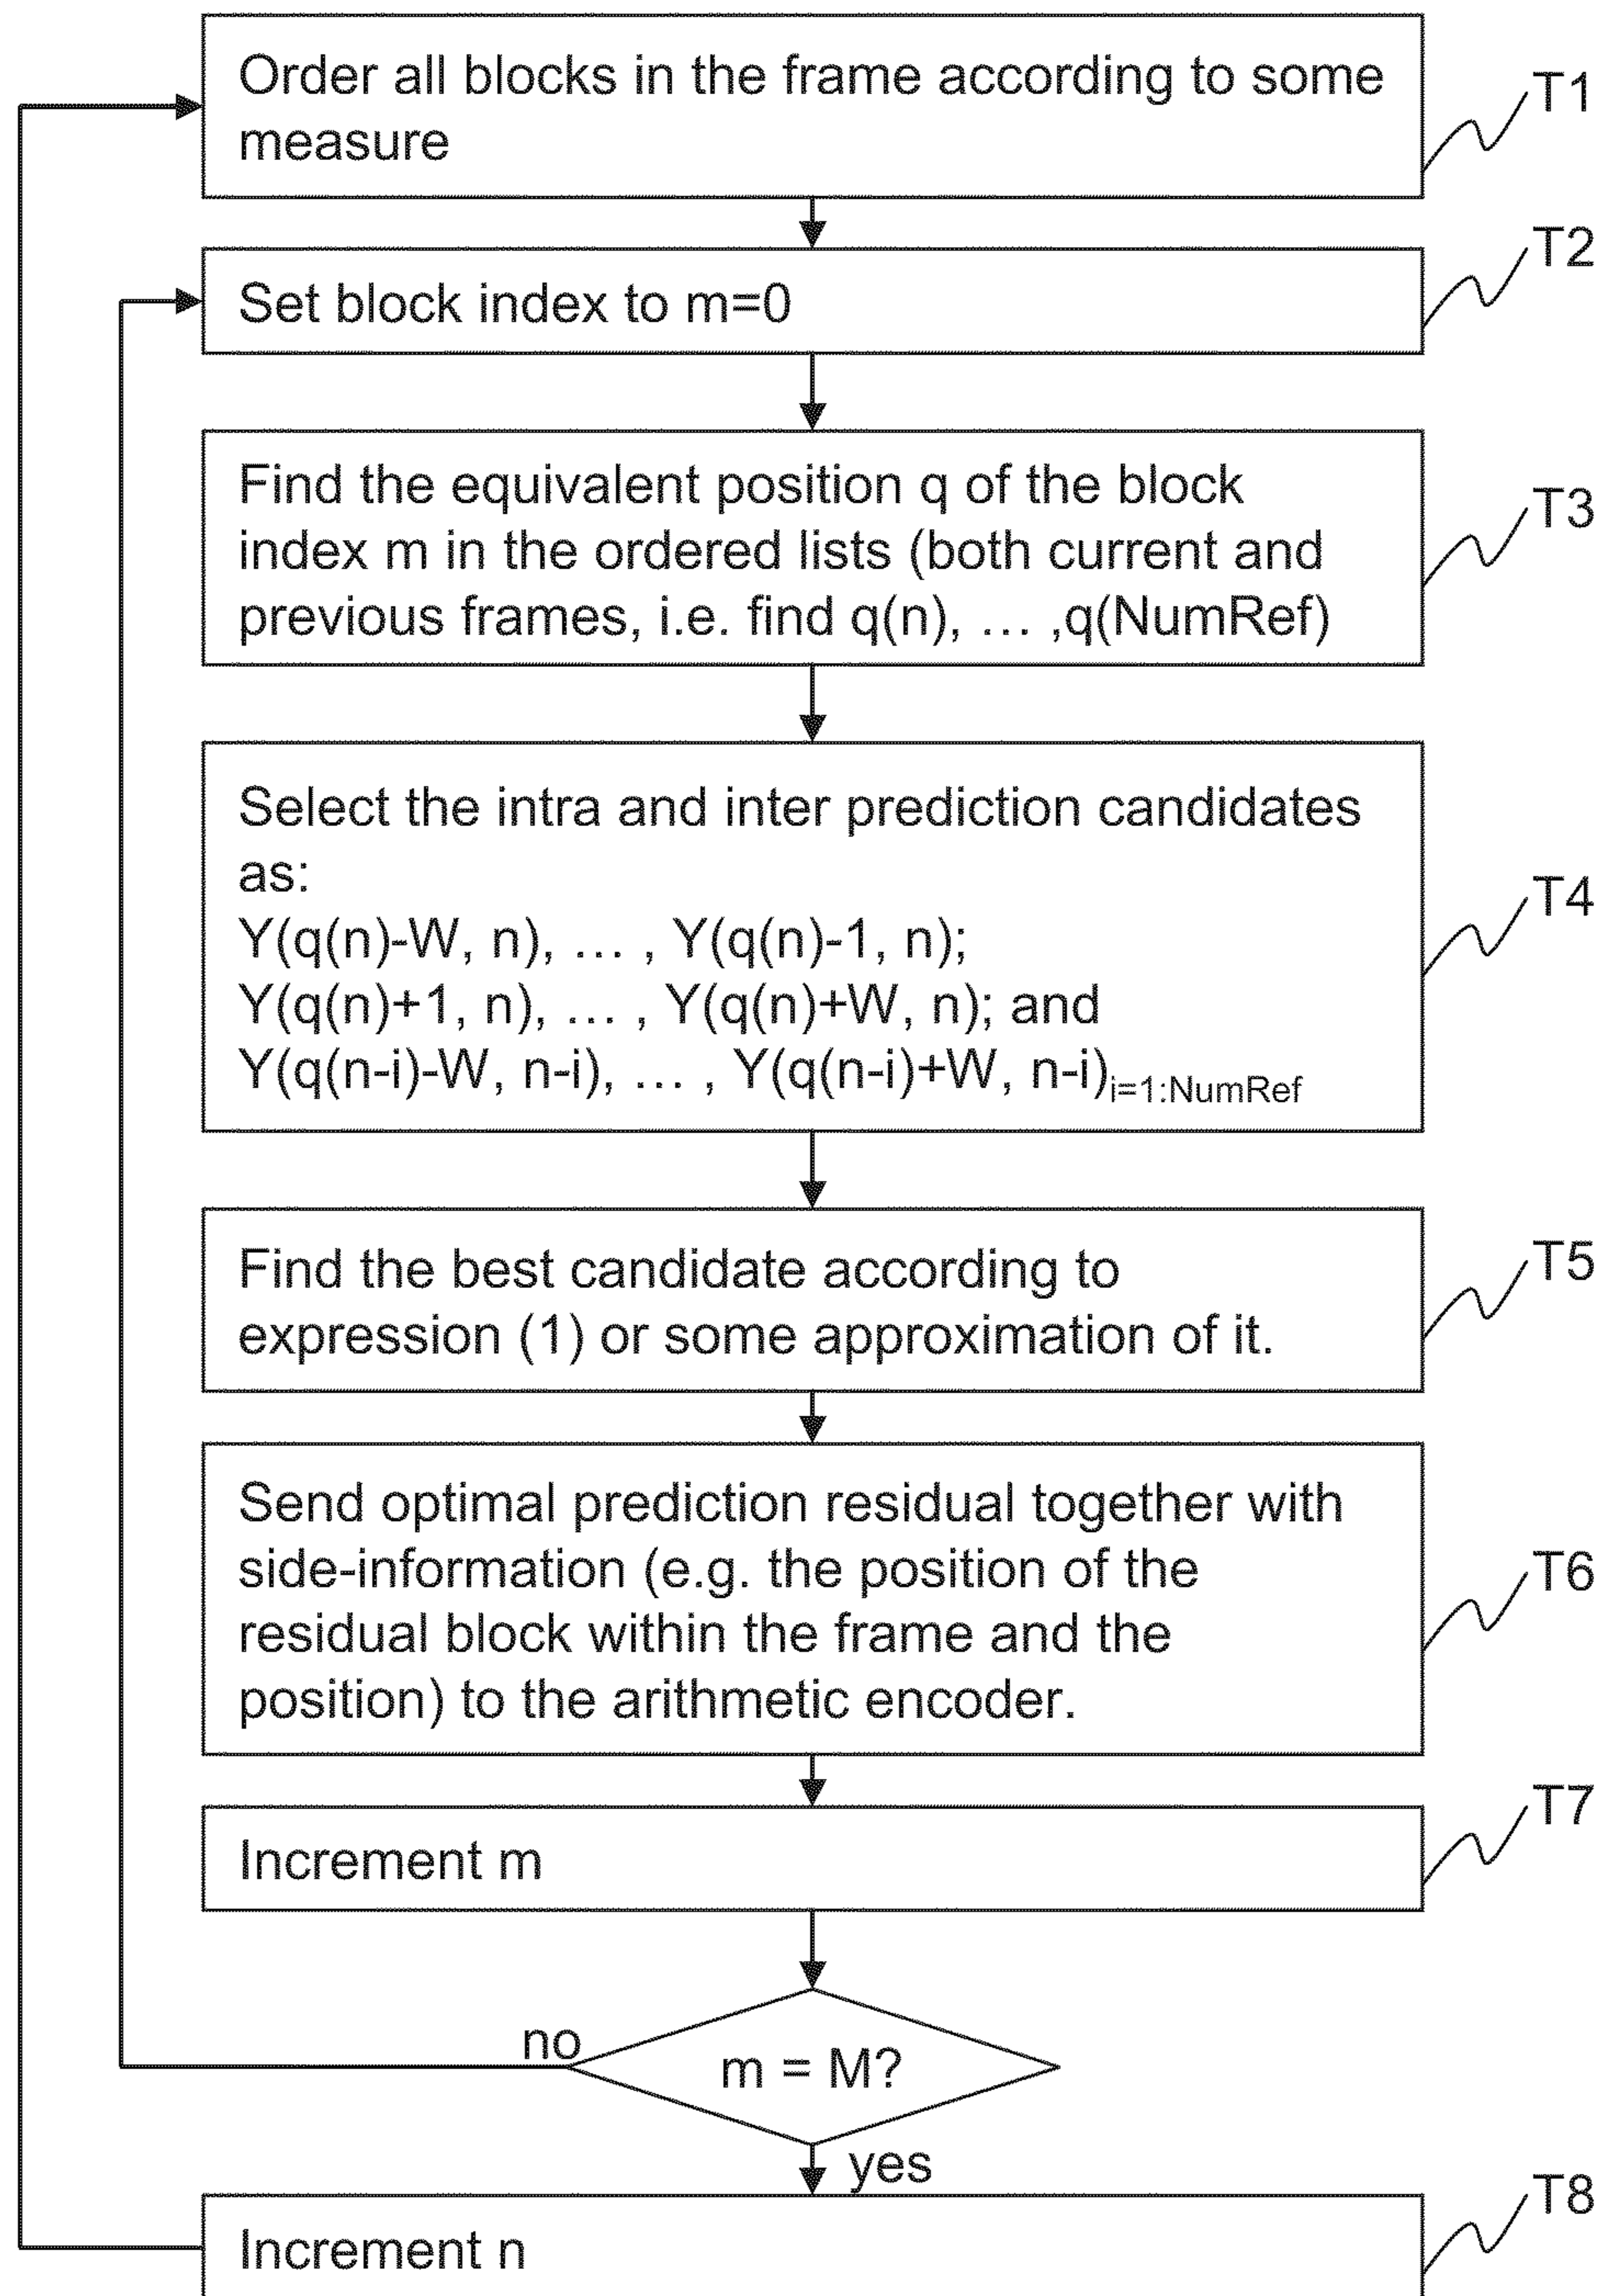 Order all blocks in the frame according to some
measure
T1
Set block index to m=0
T2
Find the equivalent position q of the block
index m in the ordered lists (both current and
previous frames, i.e. find q(n), … ,q(NumRef)
T3
Select the intra and inter prediction candidates
as:
Y(q(n)-W, n), … , Y(q(n)-1, n);
Y(q(n)+1, n), … , Y(q(n)+W, n); and
Y(q(n-i)-W, n-i), … , Y(q(n-i)+W, n-i)i=1:NumRef
T4
Find the best candidate according to
expression (1) or some approximation of it.
T5
Send optimal prediction residual together with
side-information (e.g. the position of the
residual block within the frame and the
position) to the arithmetic encoder.
T6
Increment m
T7
no
m = M?
yes
Increment n
T8